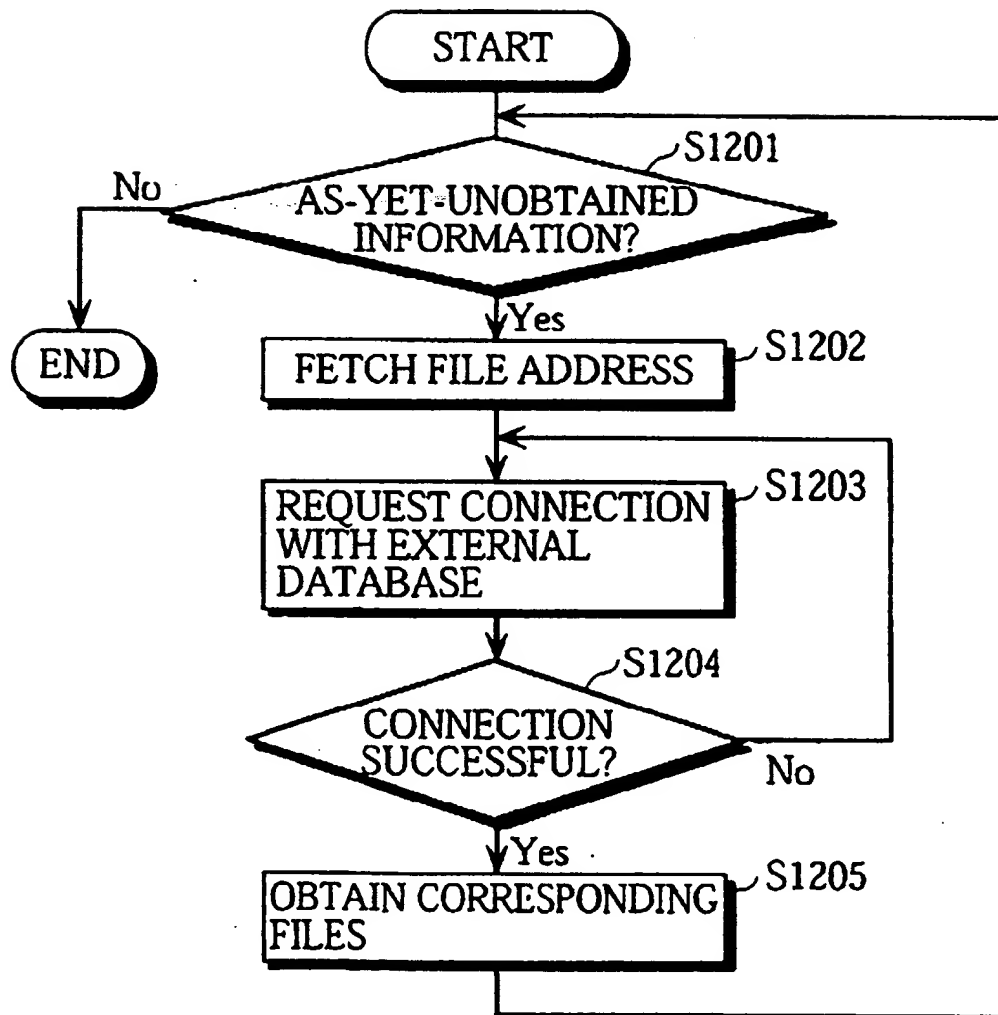 START
S1201
No
AS-YET-UNOBTAINED
INFORMATION?
Yes
END
S1202
FETCH FILE ADDRESS
S1203
REQUEST CONNECTION
WITH EXTERNAL
DATABASE
S1204
CONNECTION
SUCCESSFUL?
No
Yes
S1205
OBTAIN CORRESPONDING
FILES